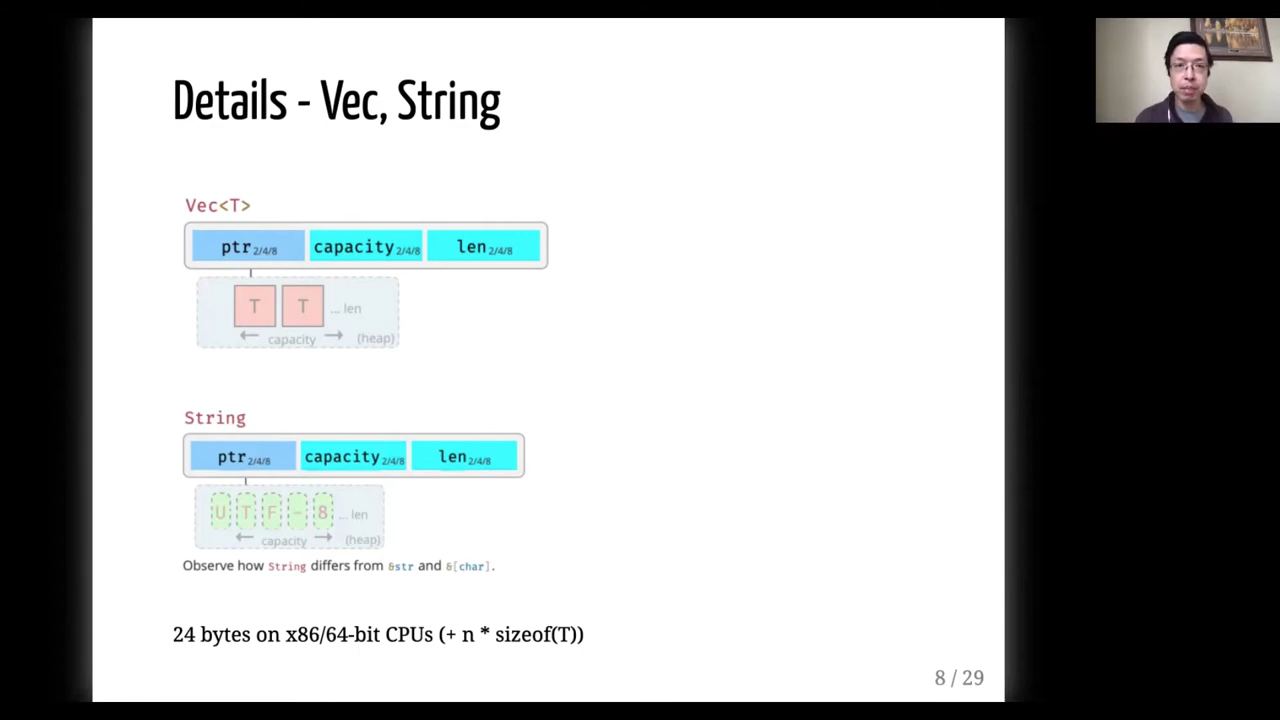 Details - Vec, String
Vec<T>
ptr2/4/8 capacity2/4/8 len2/4/8
T T ... len
← capacity → (heap)
String
ptr2/4/8 capacity2/4/8 len2/4/8
U T F - 8 ... len
← capacity → (heap)
Observe how String differs from &str and &[char].
24 bytes on x86/64-bit CPUs (+ n * sizeof(T))
8 / 29